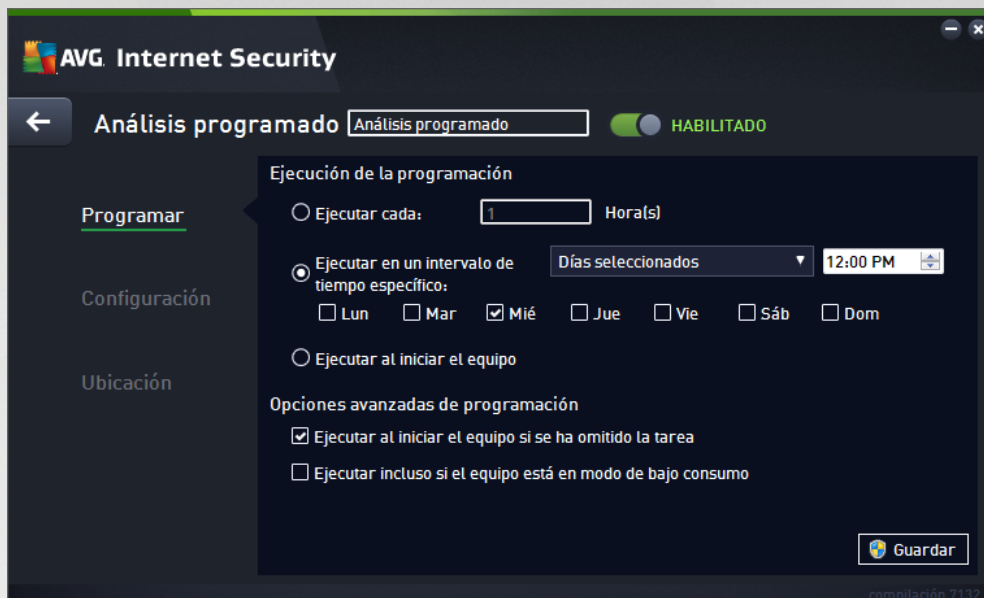 AVG. Internet Security
Análisis programado Análisis programado HABILITADO
Ejecución de la programación
Programar
Ejecutar cada: 1 Hora(s)
Ejecutar en un intervalo de
tiempo específico:
Días seleccionados 12:00 PM
Lun Mar Mié Jue Vie Sáb Dom
Configuración
Ejecutar al iniciar el equipo
Ubicación
Opciones avanzadas de programación
Ejecutar al iniciar el equipo si se ha omitido la tarea
Ejecutar incluso si el equipo está en modo de bajo consumo
Guardar
compilación 7132